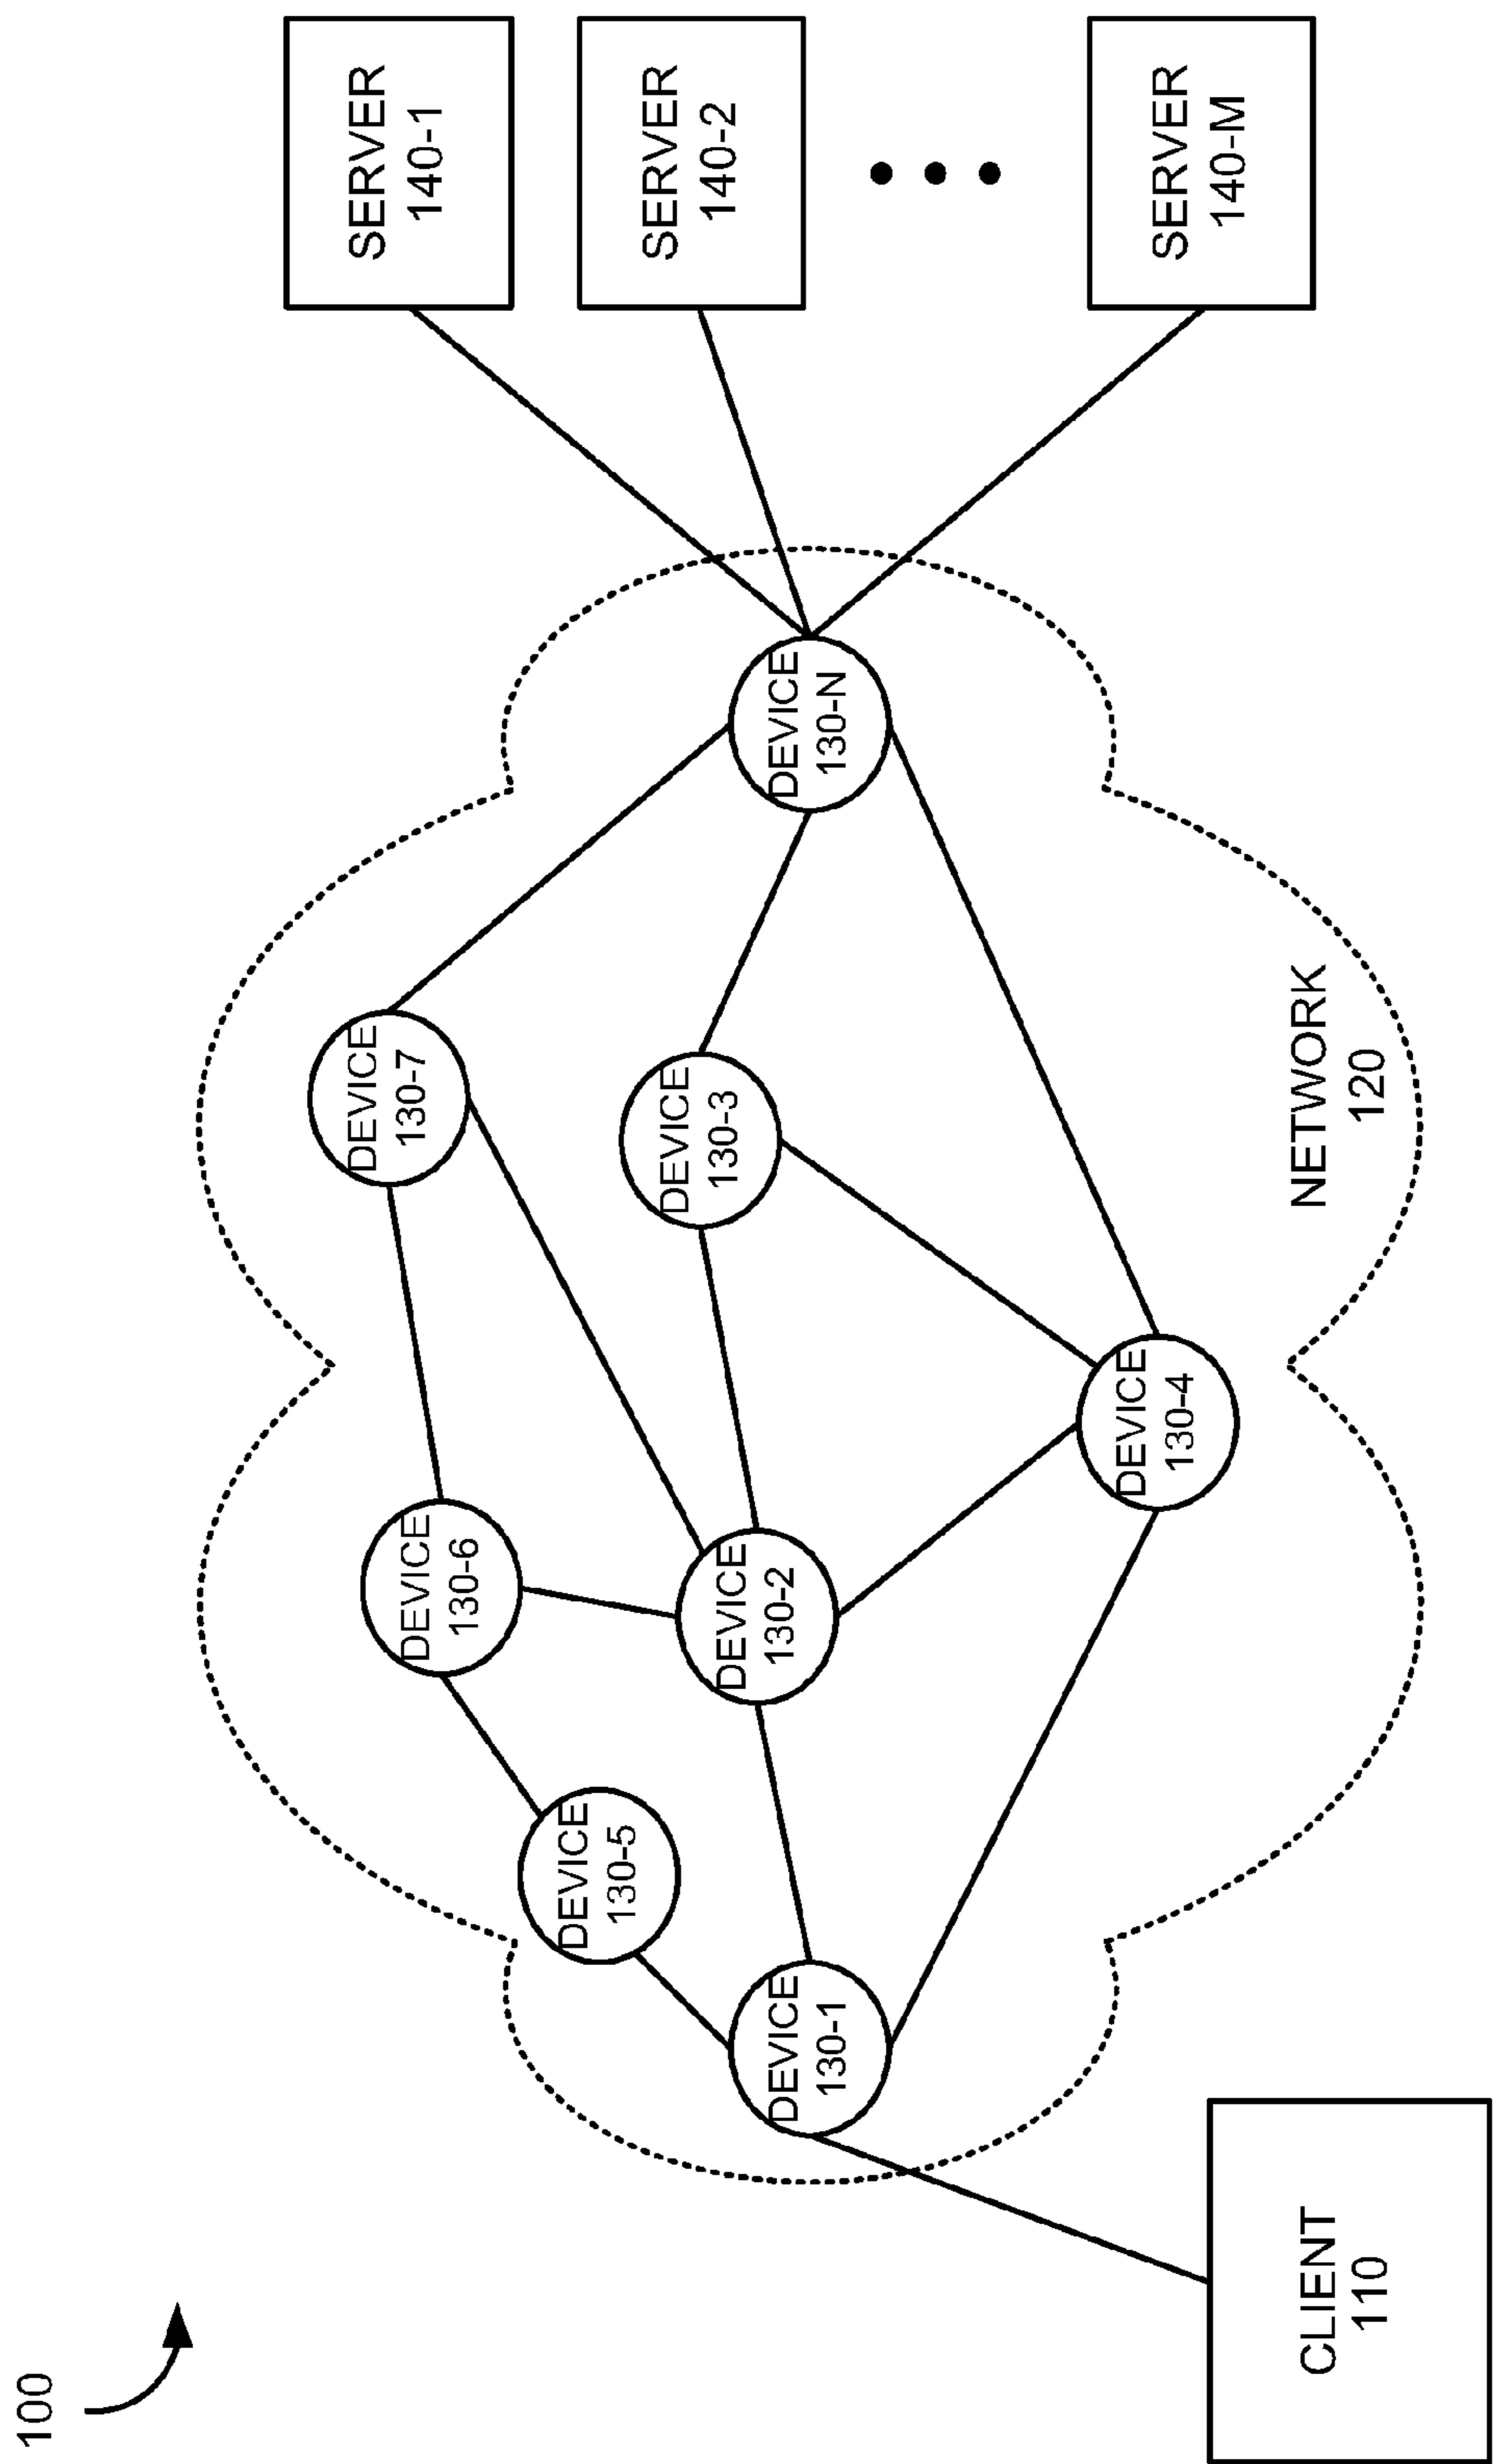 100
CLIENT
110
NETWORK
120
DEVICE
130-1
DEVICE
130-5
DEVICE
130-6
DEVICE
130-2
DEVICE
130-4
DEVICE
130-7
DEVICE
130-3
DEVICE
130-N
SERVER
140-1
SERVER
140-2
SERVER
140-M